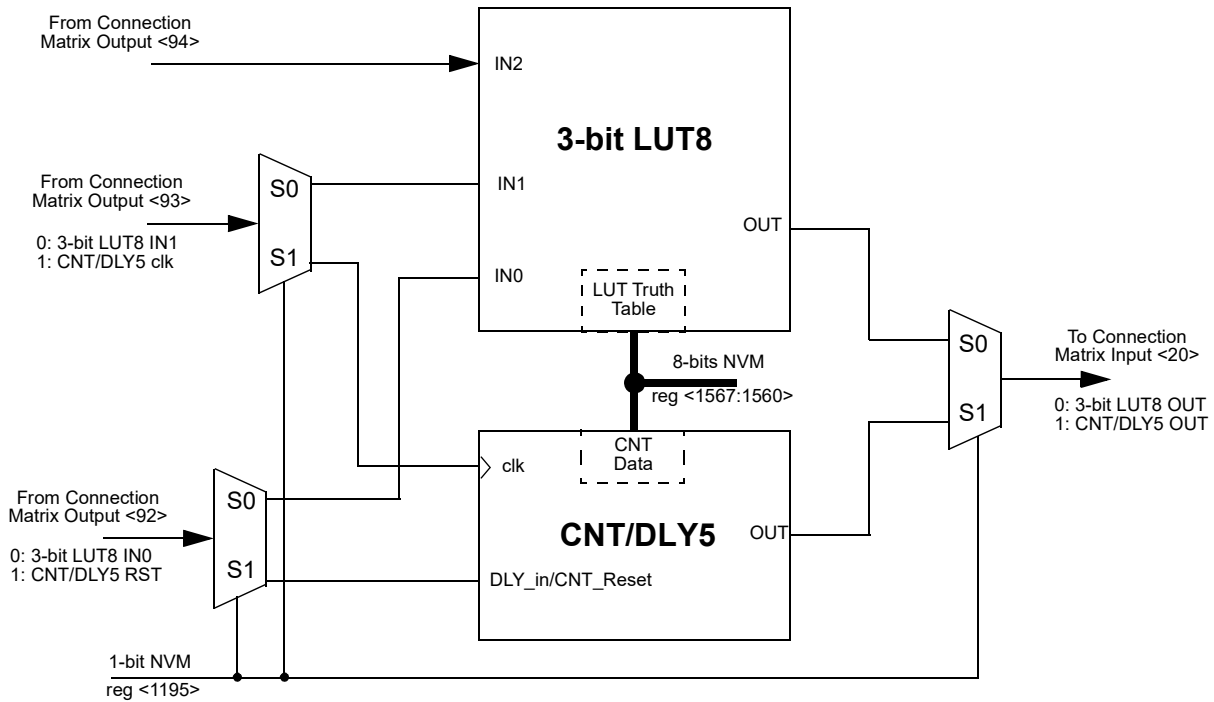 From Connection
Matrix Output <94>
IN2
3-bit LUT8
From Connection
Matrix Output <93>
0: 3-bit LUT8 IN1
1: CNT/DLY5 clk
S0
S1
IN1
IN0
OUT
LUT Truth
Table
8-bits NVM
reg <1567:1560>
S0
S1
To Connection
Matrix Input <20>
0: 3-bit LUT8 OUT
1: CNT/DLY5 OUT
CNT
Data
clk
CNT/DLY5
OUT
DLY_in/CNT_Reset
From Connection
Matrix Output <92>
0: 3-bit LUT8 IN0
1: CNT/DLY5 RST
S0
S1
1-bit NVM
reg <1195>